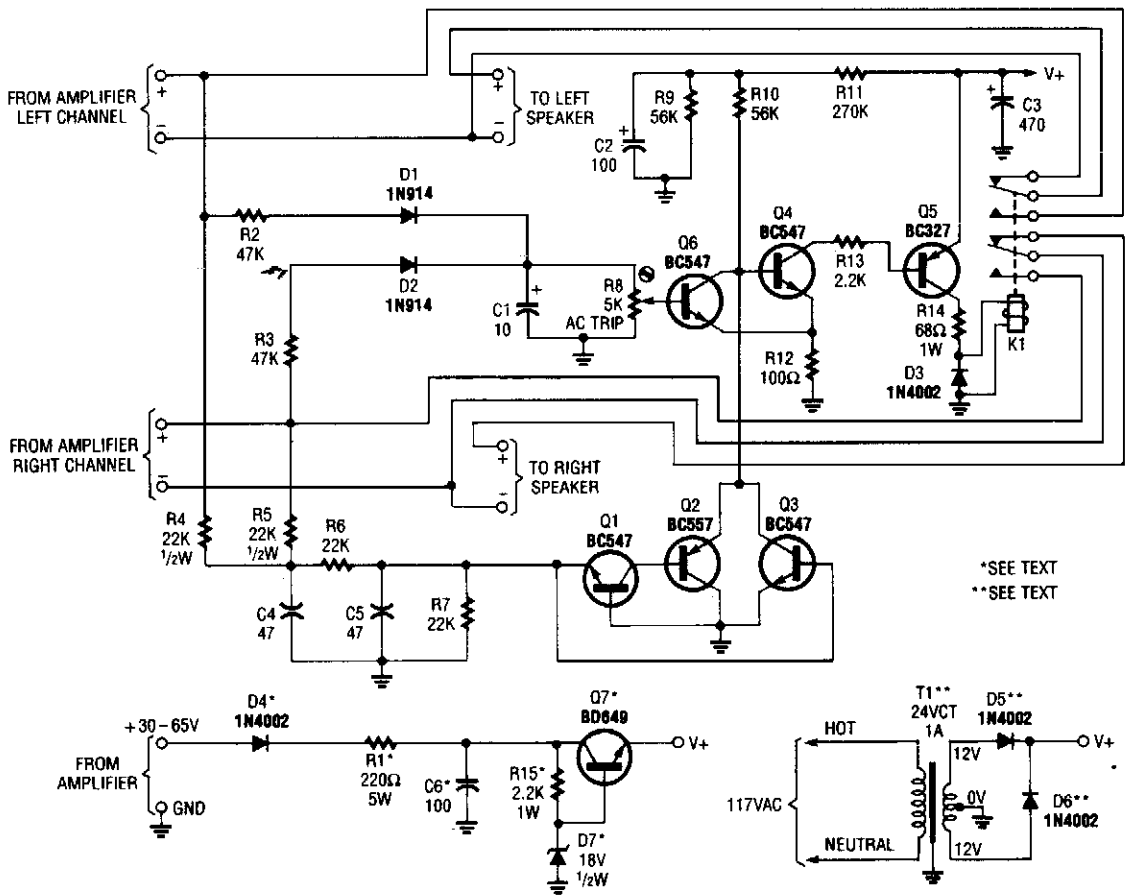 FROM AMPLIFIER
LEFT CHANNEL
+
−
+
−
TO LEFT
SPEAKER
R9
56K
R10
56K
R11
270K
V+
+
C2
100
+
C3
470
D1
1N914
R2
47K
D2
1N914
+
C1
10
R8
5K
AC TRIP
Q6
BC547
Q4
BC547
R13
2.2K
Q5
BC327
R14
68Ω
1W
K1
R12
100Ω
D3
1N4002
R3
47K
FROM AMPLIFIER
RIGHT CHANNEL
+
−
+
−
TO RIGHT
SPEAKER
R4
22K
1/2W
R5
22K
1/2W
R6
22K
Q1
BC547
Q2
BC557
Q3
BC547
*SEE TEXT
**SEE TEXT
C4
47
C5
47
R7
22K
+30-65V
FROM
AMPLIFIER
GND
D4*
1N4002
R1*
220Ω
5W
C6*
100
R15*
2.2K
1W
Q7*
BD649
V+
D7*
18V
1/2W
117VAC
HOT
NEUTRAL
T1**
24VCT
1A
12V
0V
12V
D5**
1N4002
V+
D6**
1N4002